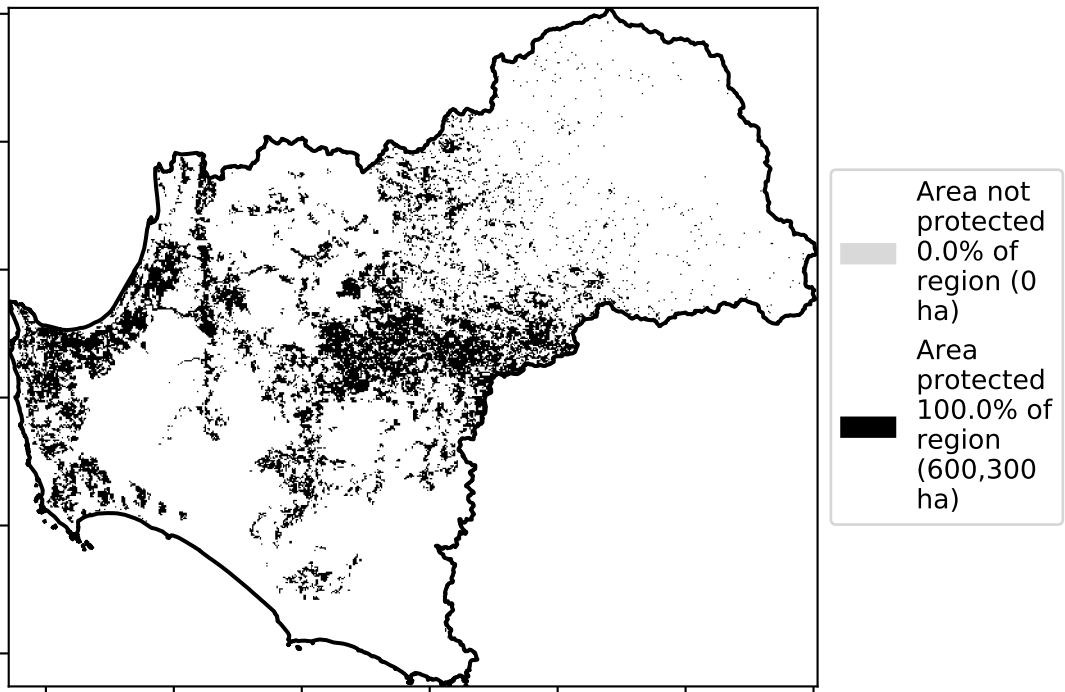 Area not
protected
0.0% of
region (0
ha)
Area
protected
100.0% of
region
(600,300
ha)